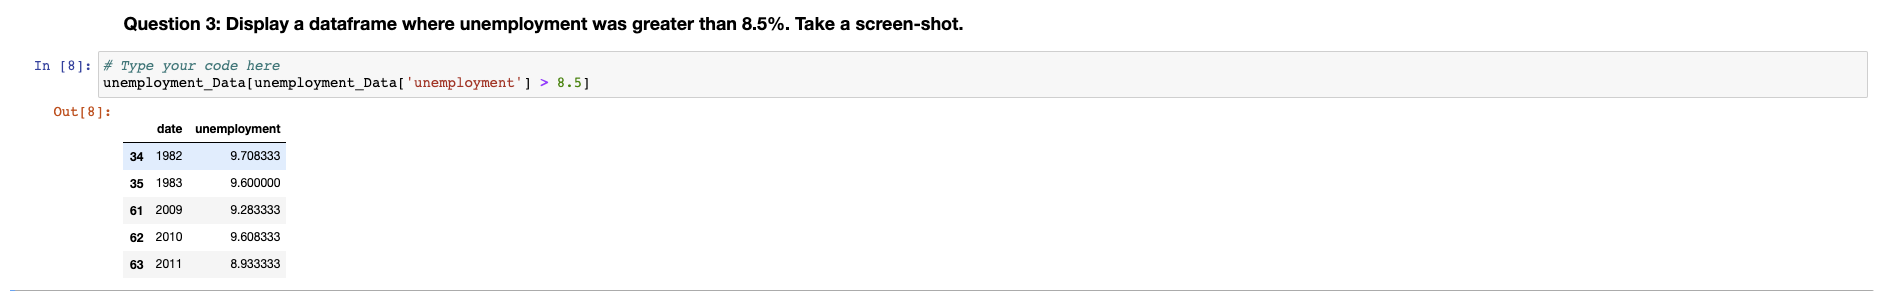 Question 3: Display a dataframe where unemployment was greater than 8.5%. Take a screen-shot.
In [8]: # Type your code here
unemployment_Data[unemployment_Data['unemployment'] > 8.5]
Out[8]:
date unemployment
34 1982 9.708333
35 1983 9.600000
61 2009 9.283333
62 2010 9.608333
63 2011 8.933333